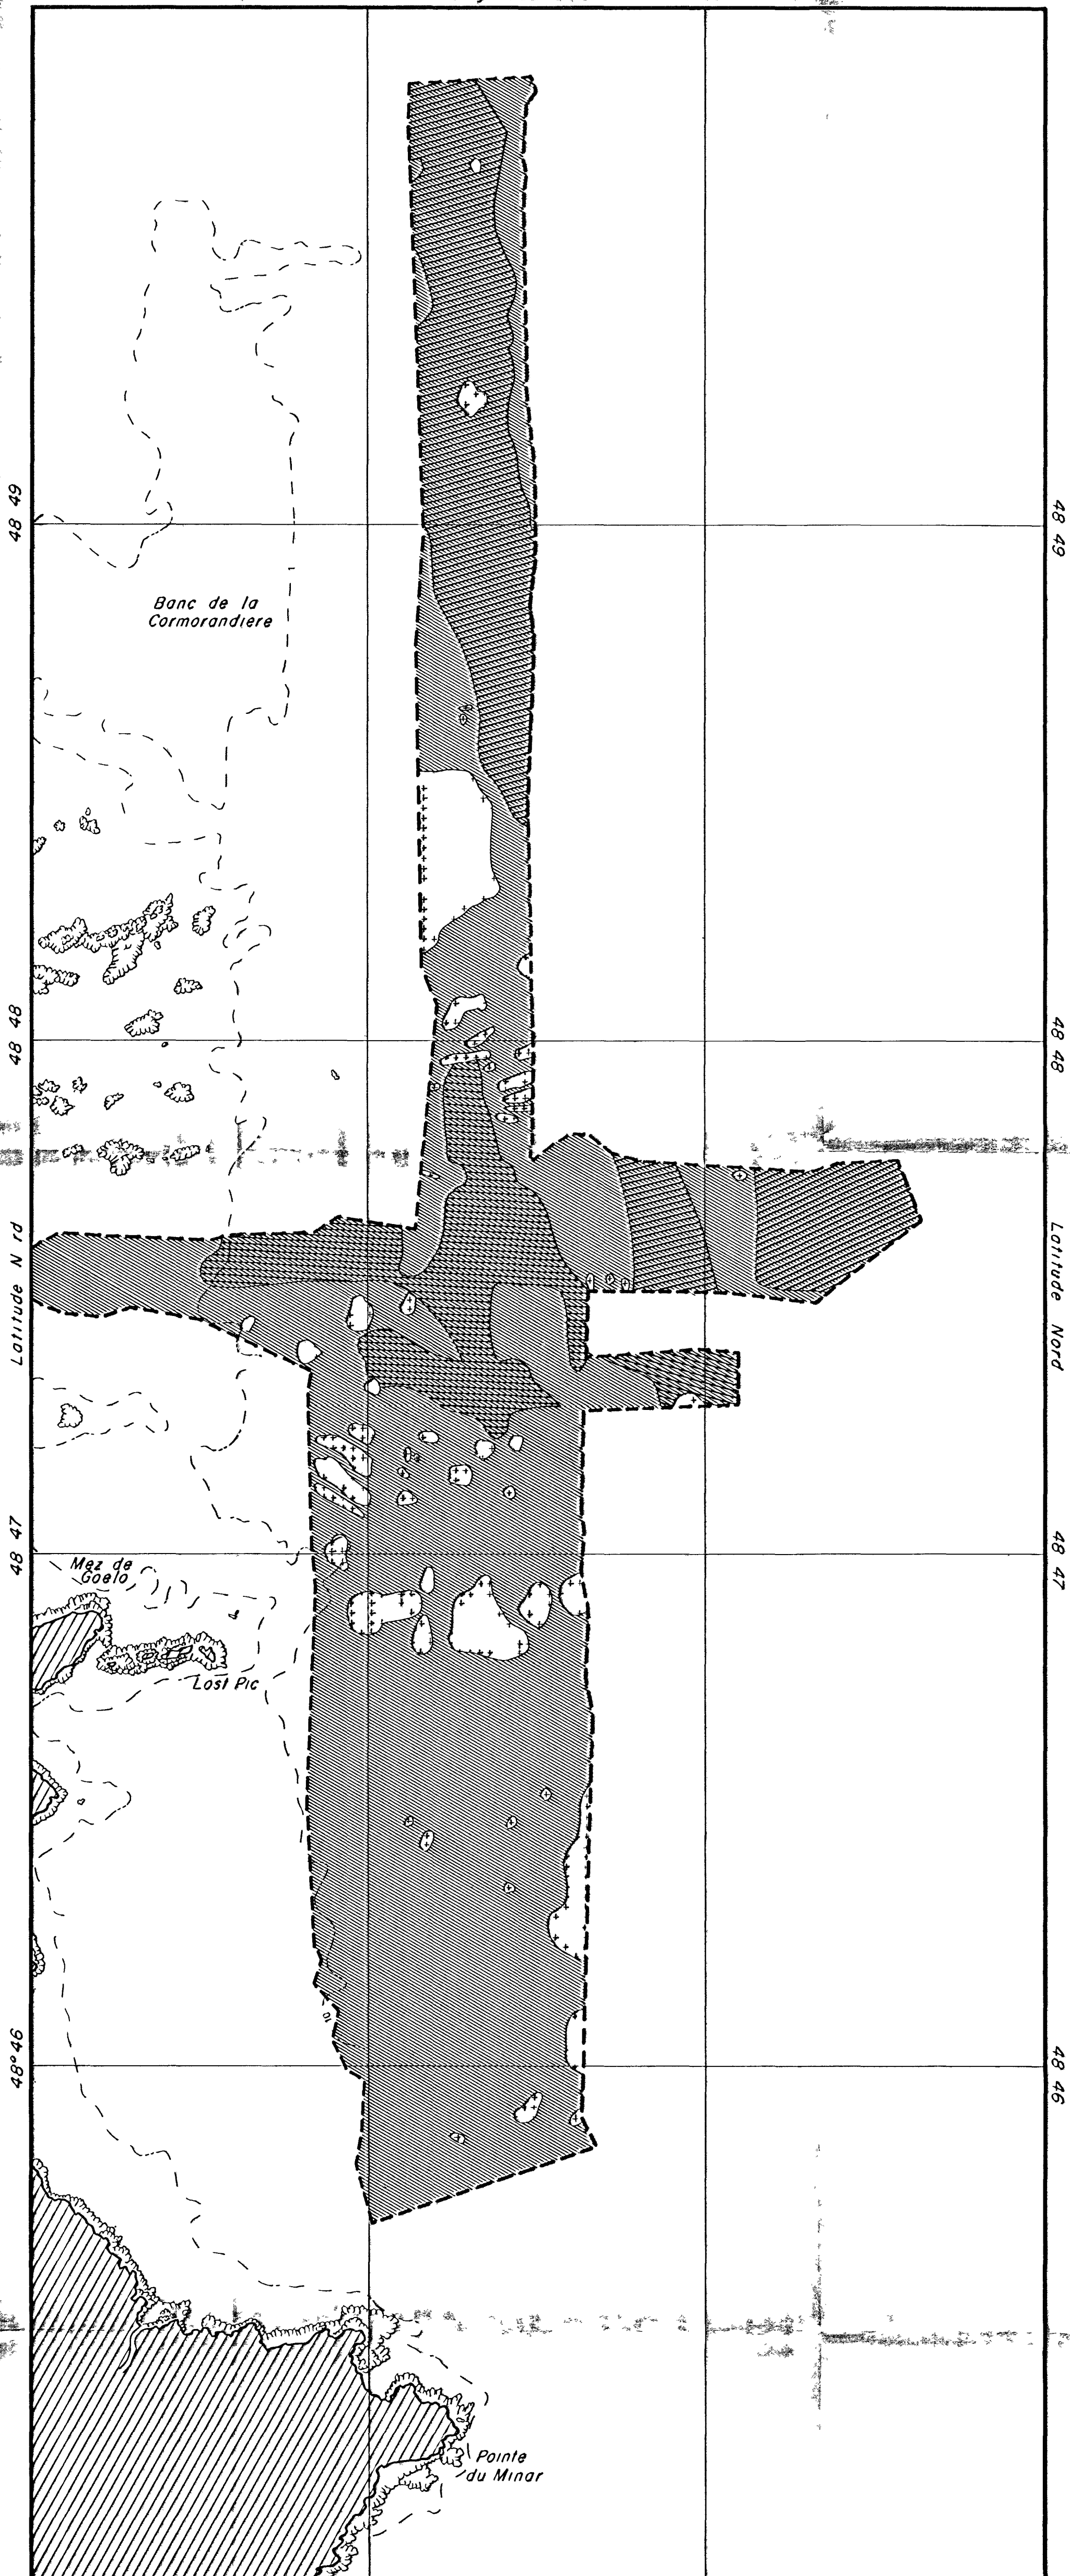 48 49
48 49
Banc de la
Cormorandiere
48 48
48 48
Latitude N rd
Latitude Nord
48 47
48 47
Mez de
Goelo
Lost Pic
48°46
48 46
Pointe
du Minar